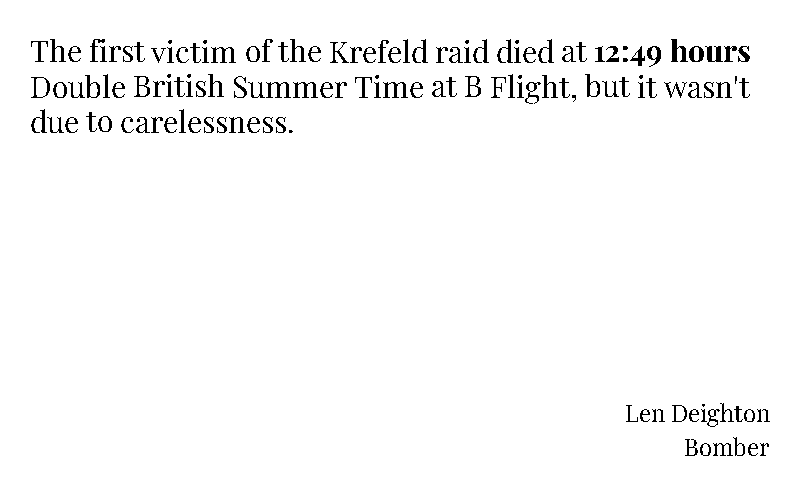 The first victim of the Krefeld raid died at 12:49 hours
Double British Summer Time at B Flight, but it wasn't
due to carelessness.
Len Deighton
Bomber